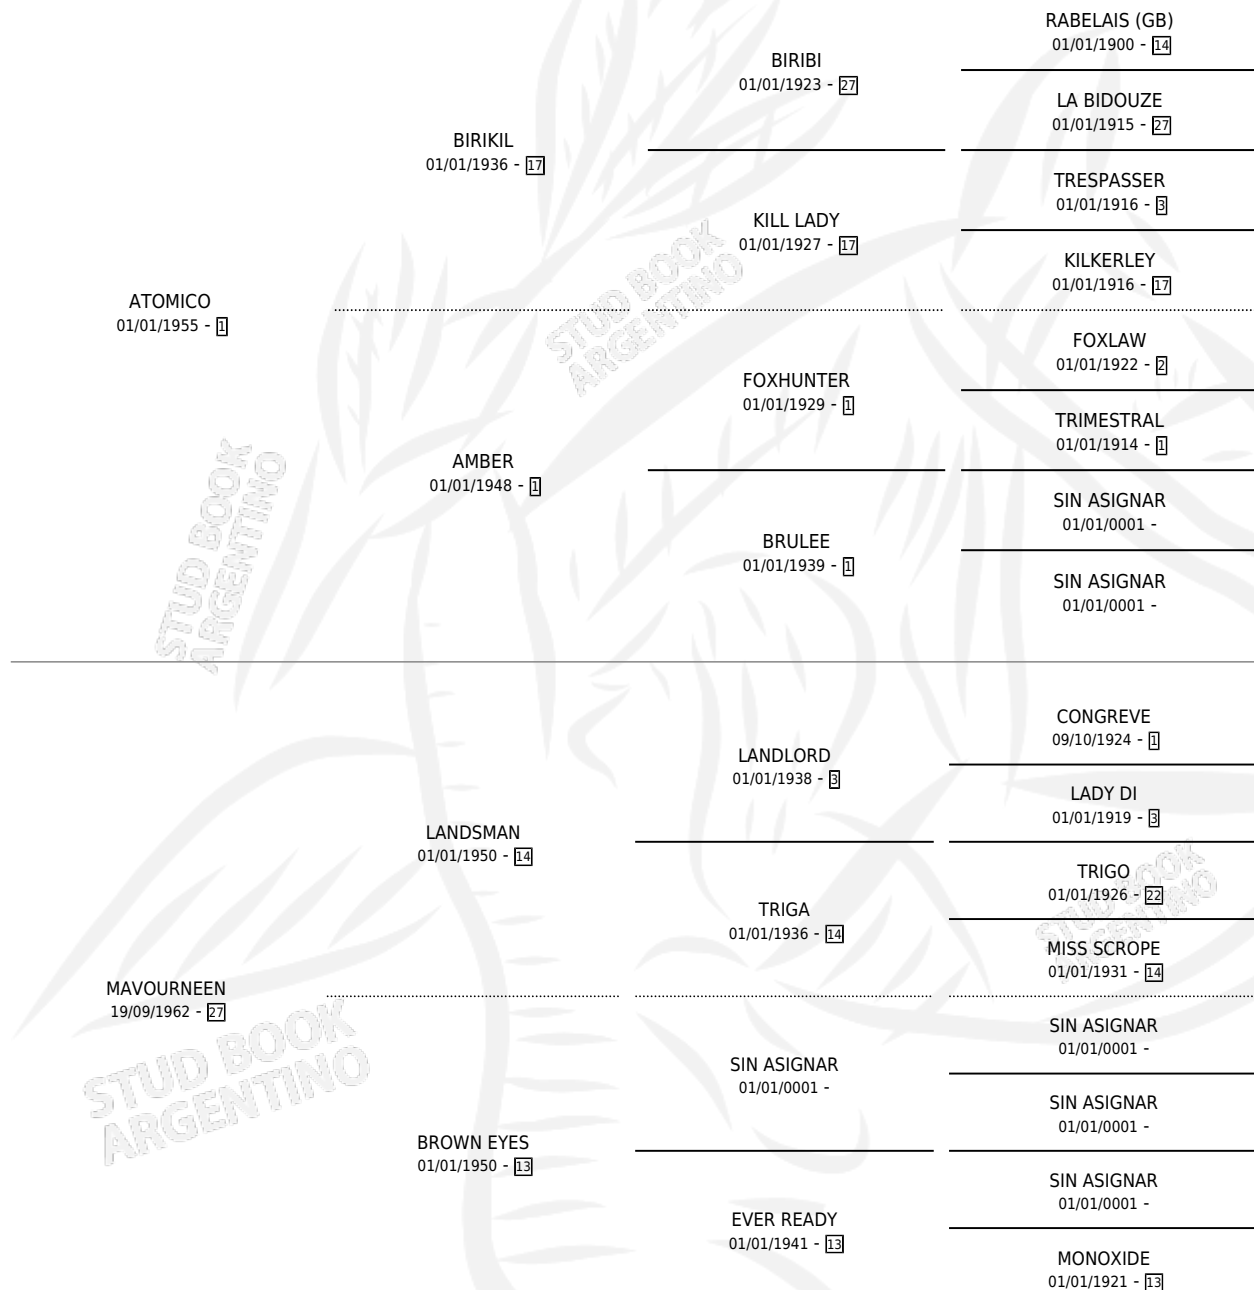 RABELAIS (GB)
01/01/1900 - 14
BIRIBI
01/01/1923 - 27
LA BIDOUZE
01/01/1915 - 27
BIRIKIL
01/01/1936 - 17
TRESPASSER
01/01/1916 - 3
KILL LADY
01/01/1927 - 17
KILKERLEY
01/01/1916 - 17
ATOMICO
01/01/1955 - 1
FOXLAW
01/01/1922 - 2
FOXHUNTER
01/01/1929 - 1
TRIMESTRAL
01/01/1914 - 1
AMBER
01/01/1948 - 1
SIN ASIGNAR
01/01/0001 -
BRULEE
01/01/1939 - 1
SIN ASIGNAR
01/01/0001 -
CONGREVE
09/10/1924 - 1
LANDLORD
01/01/1938 - 3
LADY DI
01/01/1919 - 3
LANDSMAN
01/01/1950 - 14
TRIGO
01/01/1926 - 22
TRIGA
01/01/1936 - 14
MISS SCROPE
01/01/1931 - 14
MAVOURNEEN
19/09/1962 - 27
SIN ASIGNAR
01/01/0001 -
SIN ASIGNAR
01/01/0001 -
SIN ASIGNAR
01/01/0001 -
BROWN EYES
01/01/1950 - 13
SIN ASIGNAR
01/01/0001 -
EVER READY
01/01/1941 - 13
MONOXIDE
01/01/1921 - 13
STUD BOOK
ARGENTINO
STUD BOOK
ARGENTINO
STUD BOOK
ARGENTINO
STUD BOOK
ARGENTINO